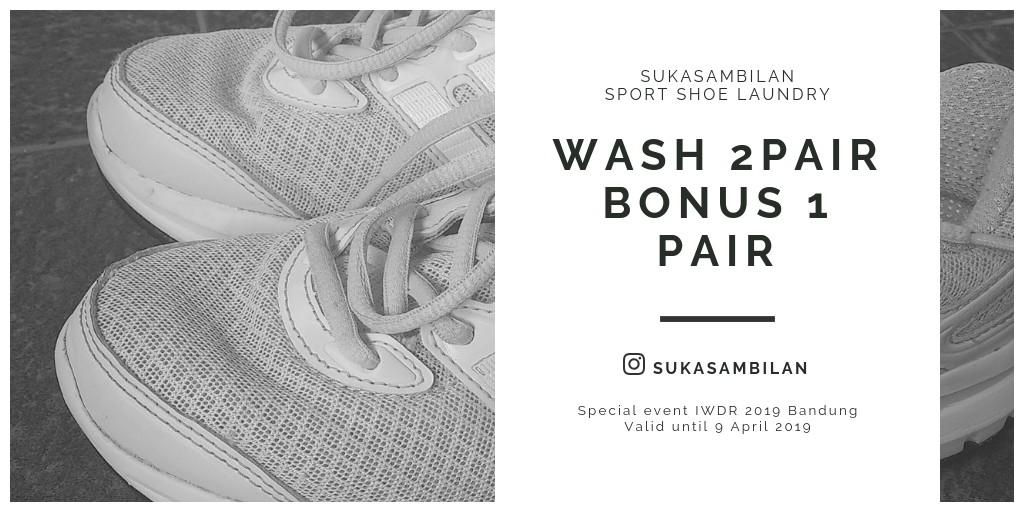 SUKASAMBILAN
SPORT SHOE LAUNDRY
WASH 2PAIR
BONUS 1
PAIR
SUKASAMBILAN
Special event IWDR 2019 Bandung
Valid until 9 April 2019